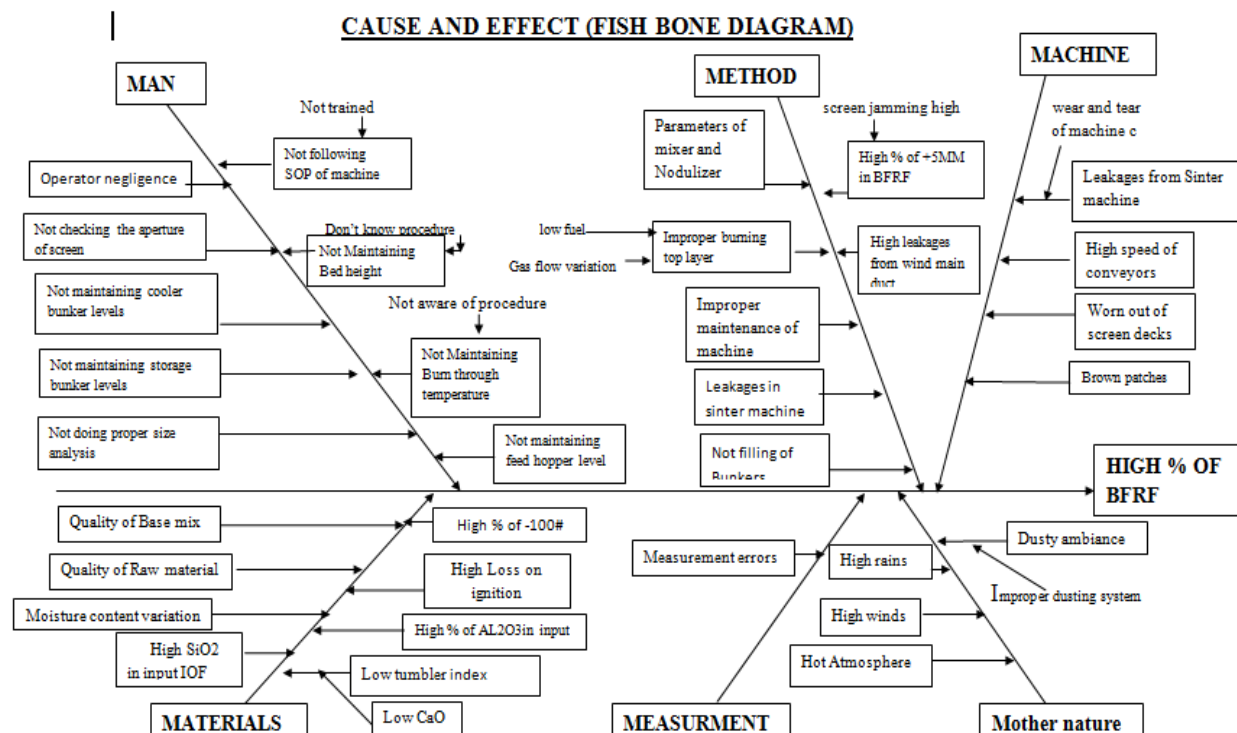 CAUSE AND EFFECT (FISH BONE DIAGRAM)
MAN
METHOD
MACHINE
Not trained
Not following
SOP of machine
Operator negligence
Not checking the aperture
of screen
Don't know procedure
Not Maintaining
Bed height
Not maintaining cooler
bunker levels
Not aware of procedure
Not Maintaining
Burn through
temperature
Not maintaining storage
bunker levels
Not doing proper size
analysis
Not maintaining
feed hopper level
Parameters of
mixer and
Nodulizer
screen jamming high
High % of +5MM
in BFRF
low fuel
Gas flow variation
Improper burning
top layer
High leakages
from wind main
duct
Improper
maintenance of
machine
Leakages in
sinter machine
Not filling of
Bunkers
wear and tear
of machine c
Leakages from Sinter
machine
High speed of
conveyors
Worn out of
screen decks
Brown patches
HIGH % OF
BFRF
Quality of Base mix
High % of -100#
Quality of Raw material
High Loss on
ignition
Moisture content variation
High % of AL2O3in input
High SiO2
in input IOF
Low tumbler index
Low CaO
MATERIALS
Measurement errors
MEASURMENT
High rains
Dusty ambiance
Improper dusting system
High winds
Hot Atmosphere
Mother nature